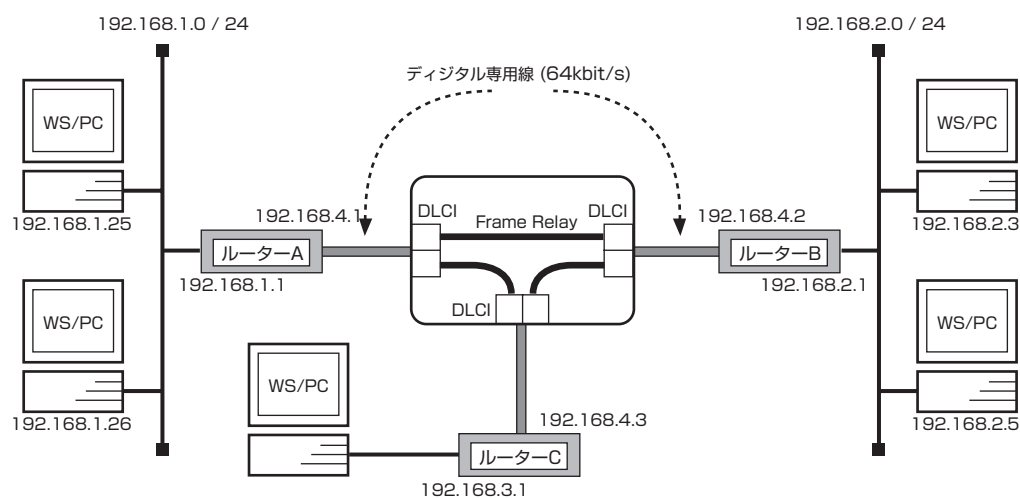 192.168.1.0 / 24
192.168.2.0 / 24
ディジタル専用線 (64kbit/s)
WS/PC
WS/PC
192.168.1.25
192.168.4.1
DLCI
Frame Relay
DLCI
192.168.4.2
192.168.2.3
ルーターA
ルーターB
192.168.1.1
192.168.2.1
DLCI
WS/PC
WS/PC
WS/PC
192.168.1.26
192.168.4.3
192.168.2.5
ルーターC
192.168.3.1